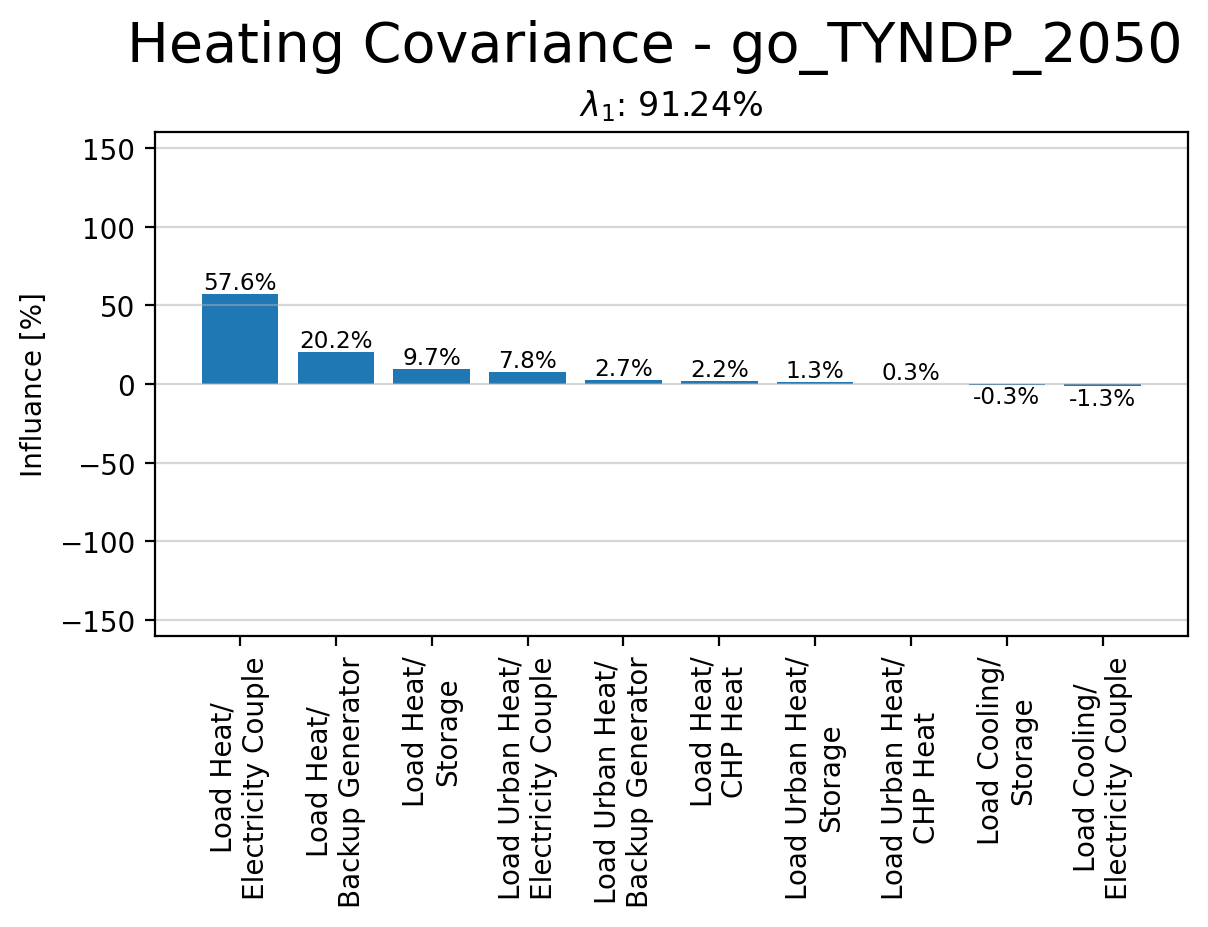 Heating Covariance - go_TYNDP_2050
λ1: 91.24%
Influance [%]
150
100
50
0
−50
−100
−150
57.6%
20.2%
9.7%
7.8%
2.7%
2.2%
1.3%
0.3%
-0.3%
-1.3%
Load Heat/
Electricity Couple
Load Heat/
Backup Generator
Load Heat/
Storage
Load Urban Heat/
Electricity Couple
Load Urban Heat/
Backup Generator
Load Heat/
CHP Heat
Load Urban Heat/
Storage
Load Urban Heat/
CHP Heat
Load Cooling/
Storage
Load Cooling/
Electricity Couple